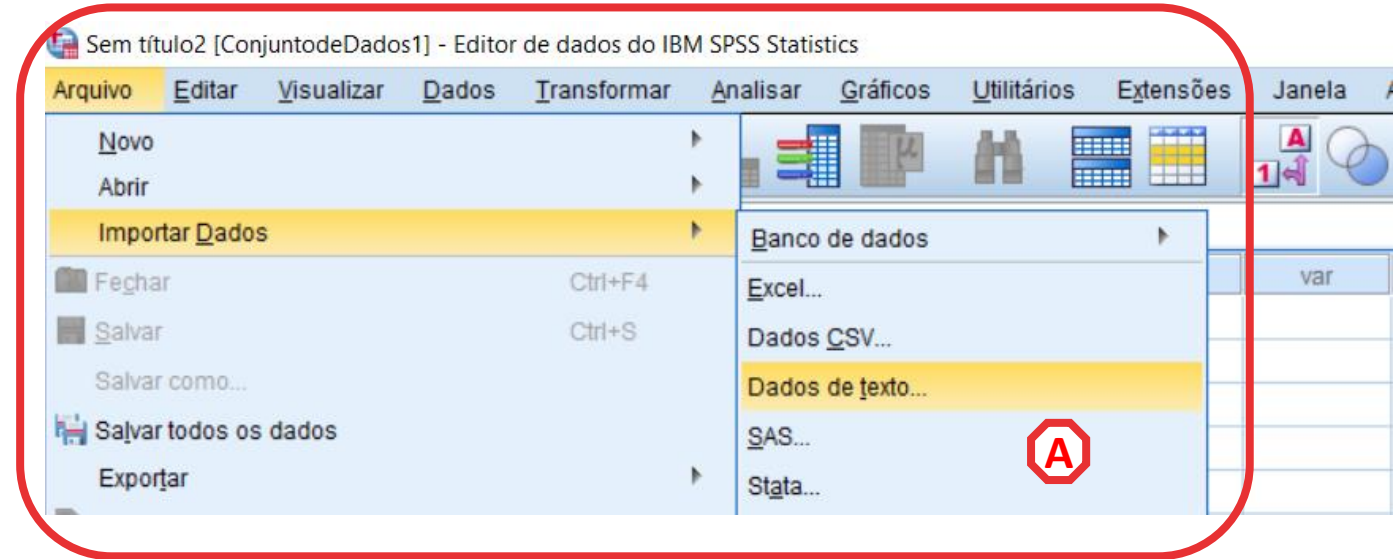 Sem título2 [ConjuntodeDados1] - Editor de dados do IBM SPSS Statistics
Arquivo Editar Visualizar Dados Transformar Analisar Gráficos Utilitários Extensões Janela
Novo
Abrir
Importar Dados
Fechar Ctrl+F4
Salvar Ctrl+S
Salvar como...
Salvar todos os dados
Exportar
Banco de dados
Excel...
Dados CSV...
Dados de texto...
SAS...
Stata...
A
1
µ
var
A